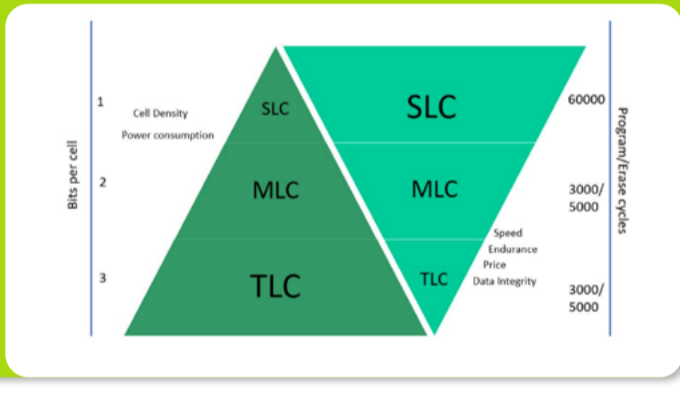 Bits per cell
1
2
3
Cell Density
Power consumption
SLC
MLC
TLC
SLC
MLC
TLC
Speed
Endurance
Price
Data Integrity
60000
3000/
5000
3000/
5000
Program/Erase cycles